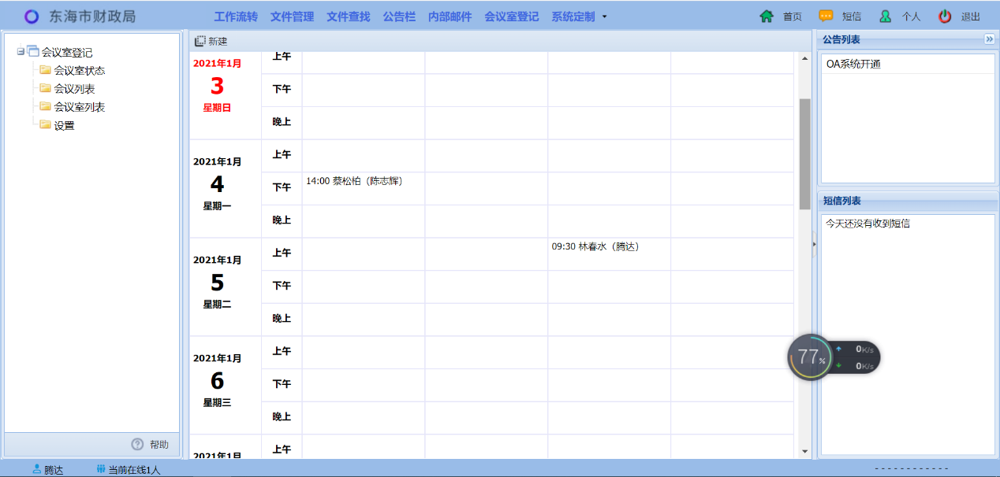 东海市财政局
工作流转 文件管理 文件查找 公告栏 内部邮件 会议室登记 系统定制
首页 短信 个人 退出
会议室登记
会议室状态
会议列表
会议室列表
设置
帮助
新建
2021年1月
3
星期日
上午
下午
晚上
2021年1月
4
星期一
上午
下午
14:00 蔡松柏（陈志辉）
晚上
2021年1月
5
星期二
上午
09:30 林春水（腾达）
下午
晚上
2021年1月
6
星期三
上午
下午
晚上
2021年1月
上午
公告列表
OA系统开通
短信列表
今天还没有收到短信
77%
0K/s
0K/s
腾达 当前在线1人
------------